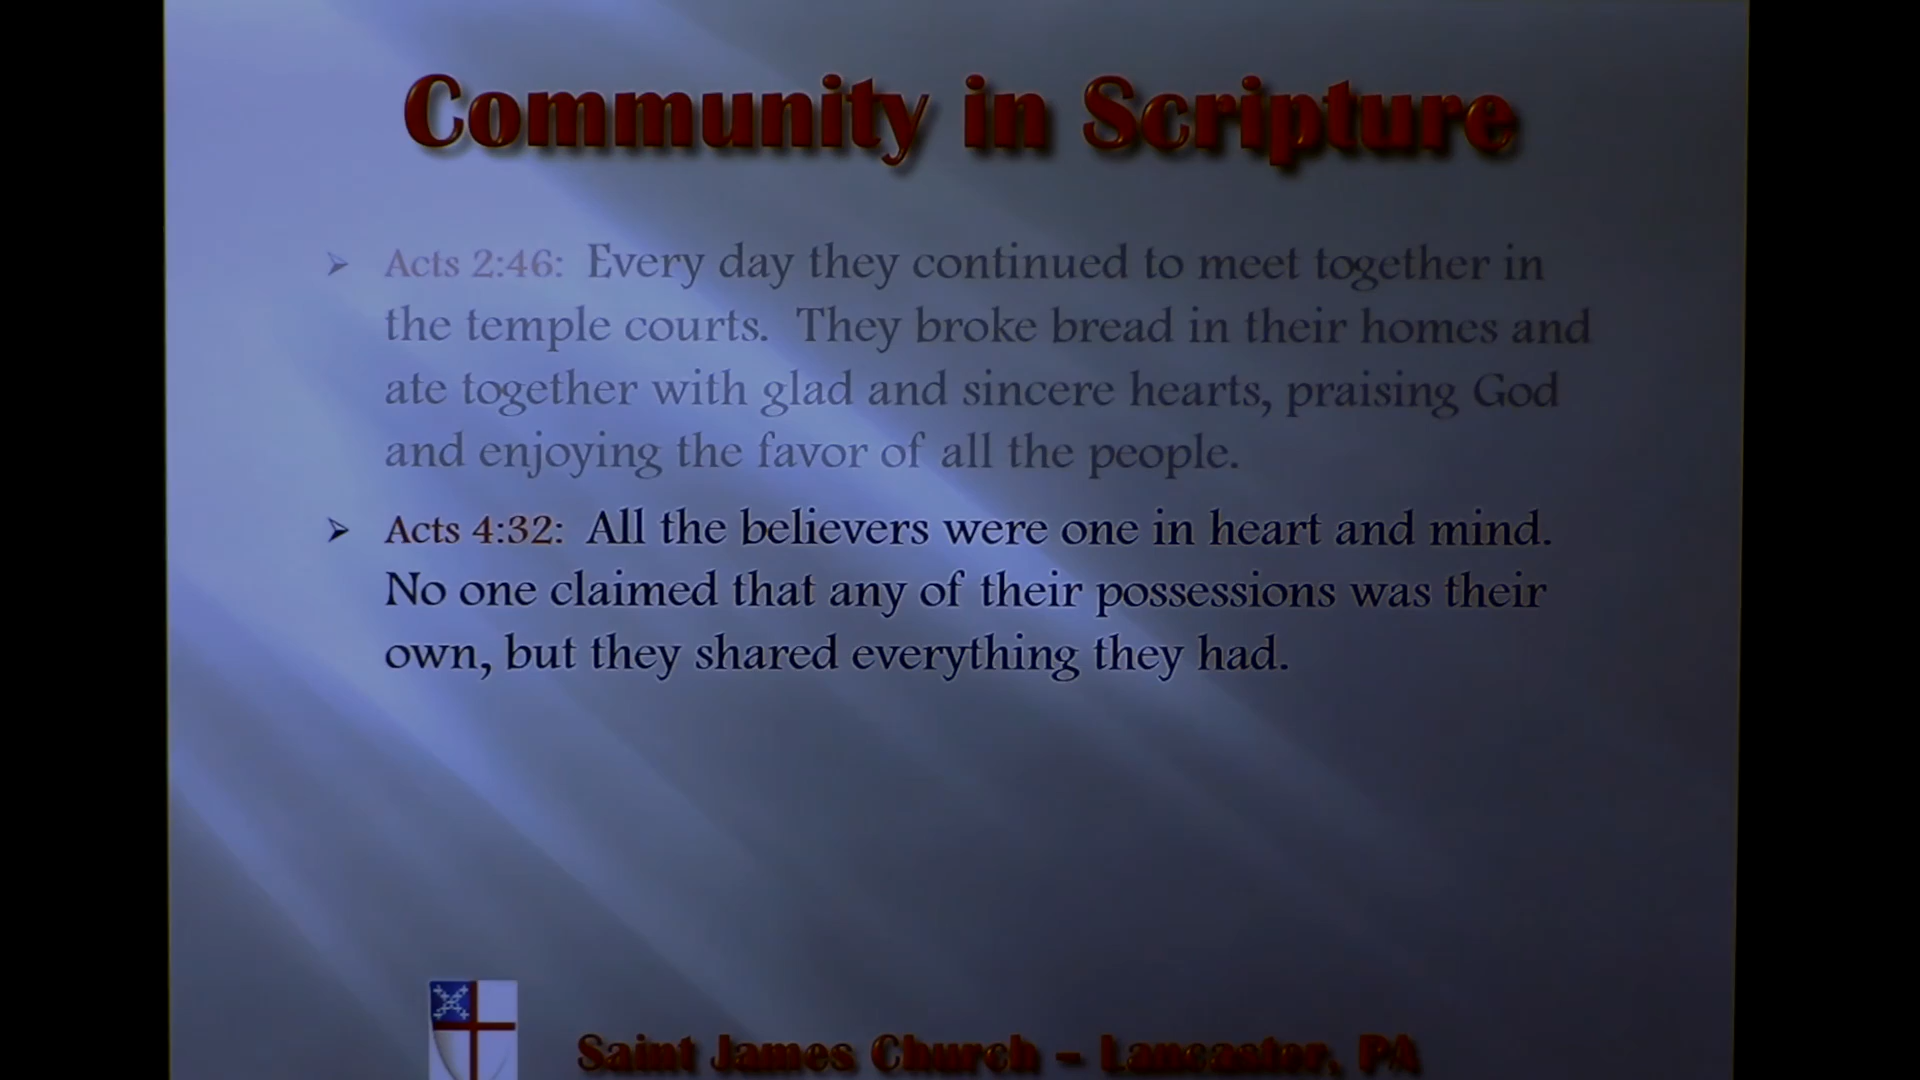 Community in Scripture
➢ Acts 2:46: Every day they continued to meet together in
the temple courts. They broke bread in their homes and
ate together with glad and sincere hearts, praising God
and enjoying the favor of all the people.
➢ Acts 4:32: All the believers were one in heart and mind.
No one claimed that any of their possessions was their
own, but they shared everything they had.
Saint James Church – Lancaster, PA